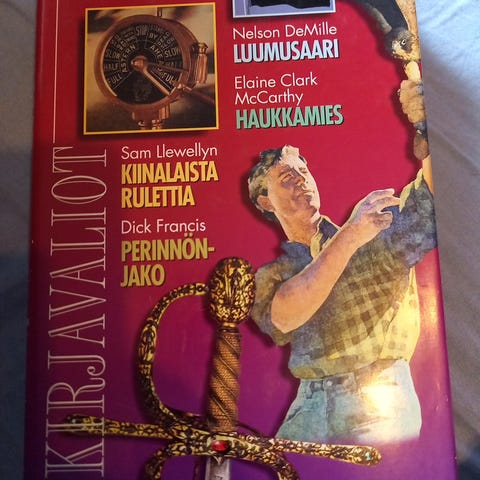 Nelson DeMille
LUUMUSAARI
Elaine Clark
McCarthy
HAUKKAMIES
Sam Llewellyn
KIINALAISTA
RULETTIA
Dick Francis
PERINNÖN-
JAKO
KIRJAVALIOT